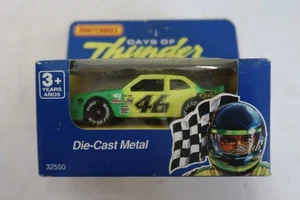 MATCHBOX
DAYS OF
Thunder
3+
YEARS
AÑOS
46
Die-Cast Metal
32550